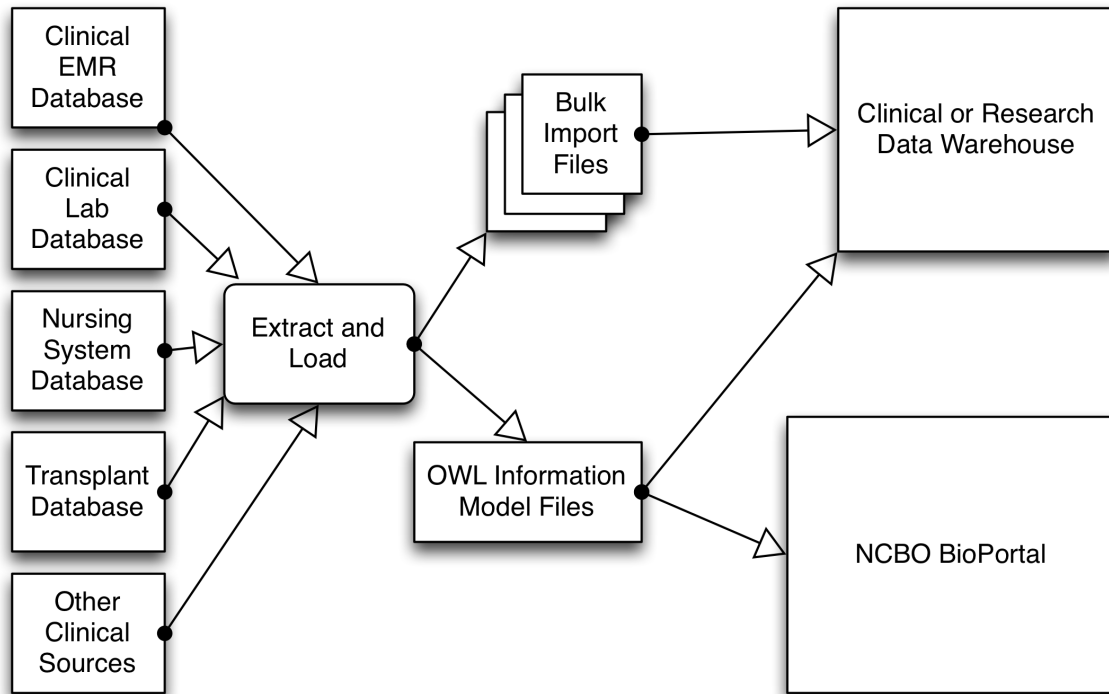 Clinical
EMR
Database
Clinical
Lab
Database
Nursing
System
Database
Transplant
Database
Other
Clinical
Sources
Extract and
Load
Bulk
Import
Files
OWL Information
Model Files
Clinical or Research
Data Warehouse
NCBO BioPortal